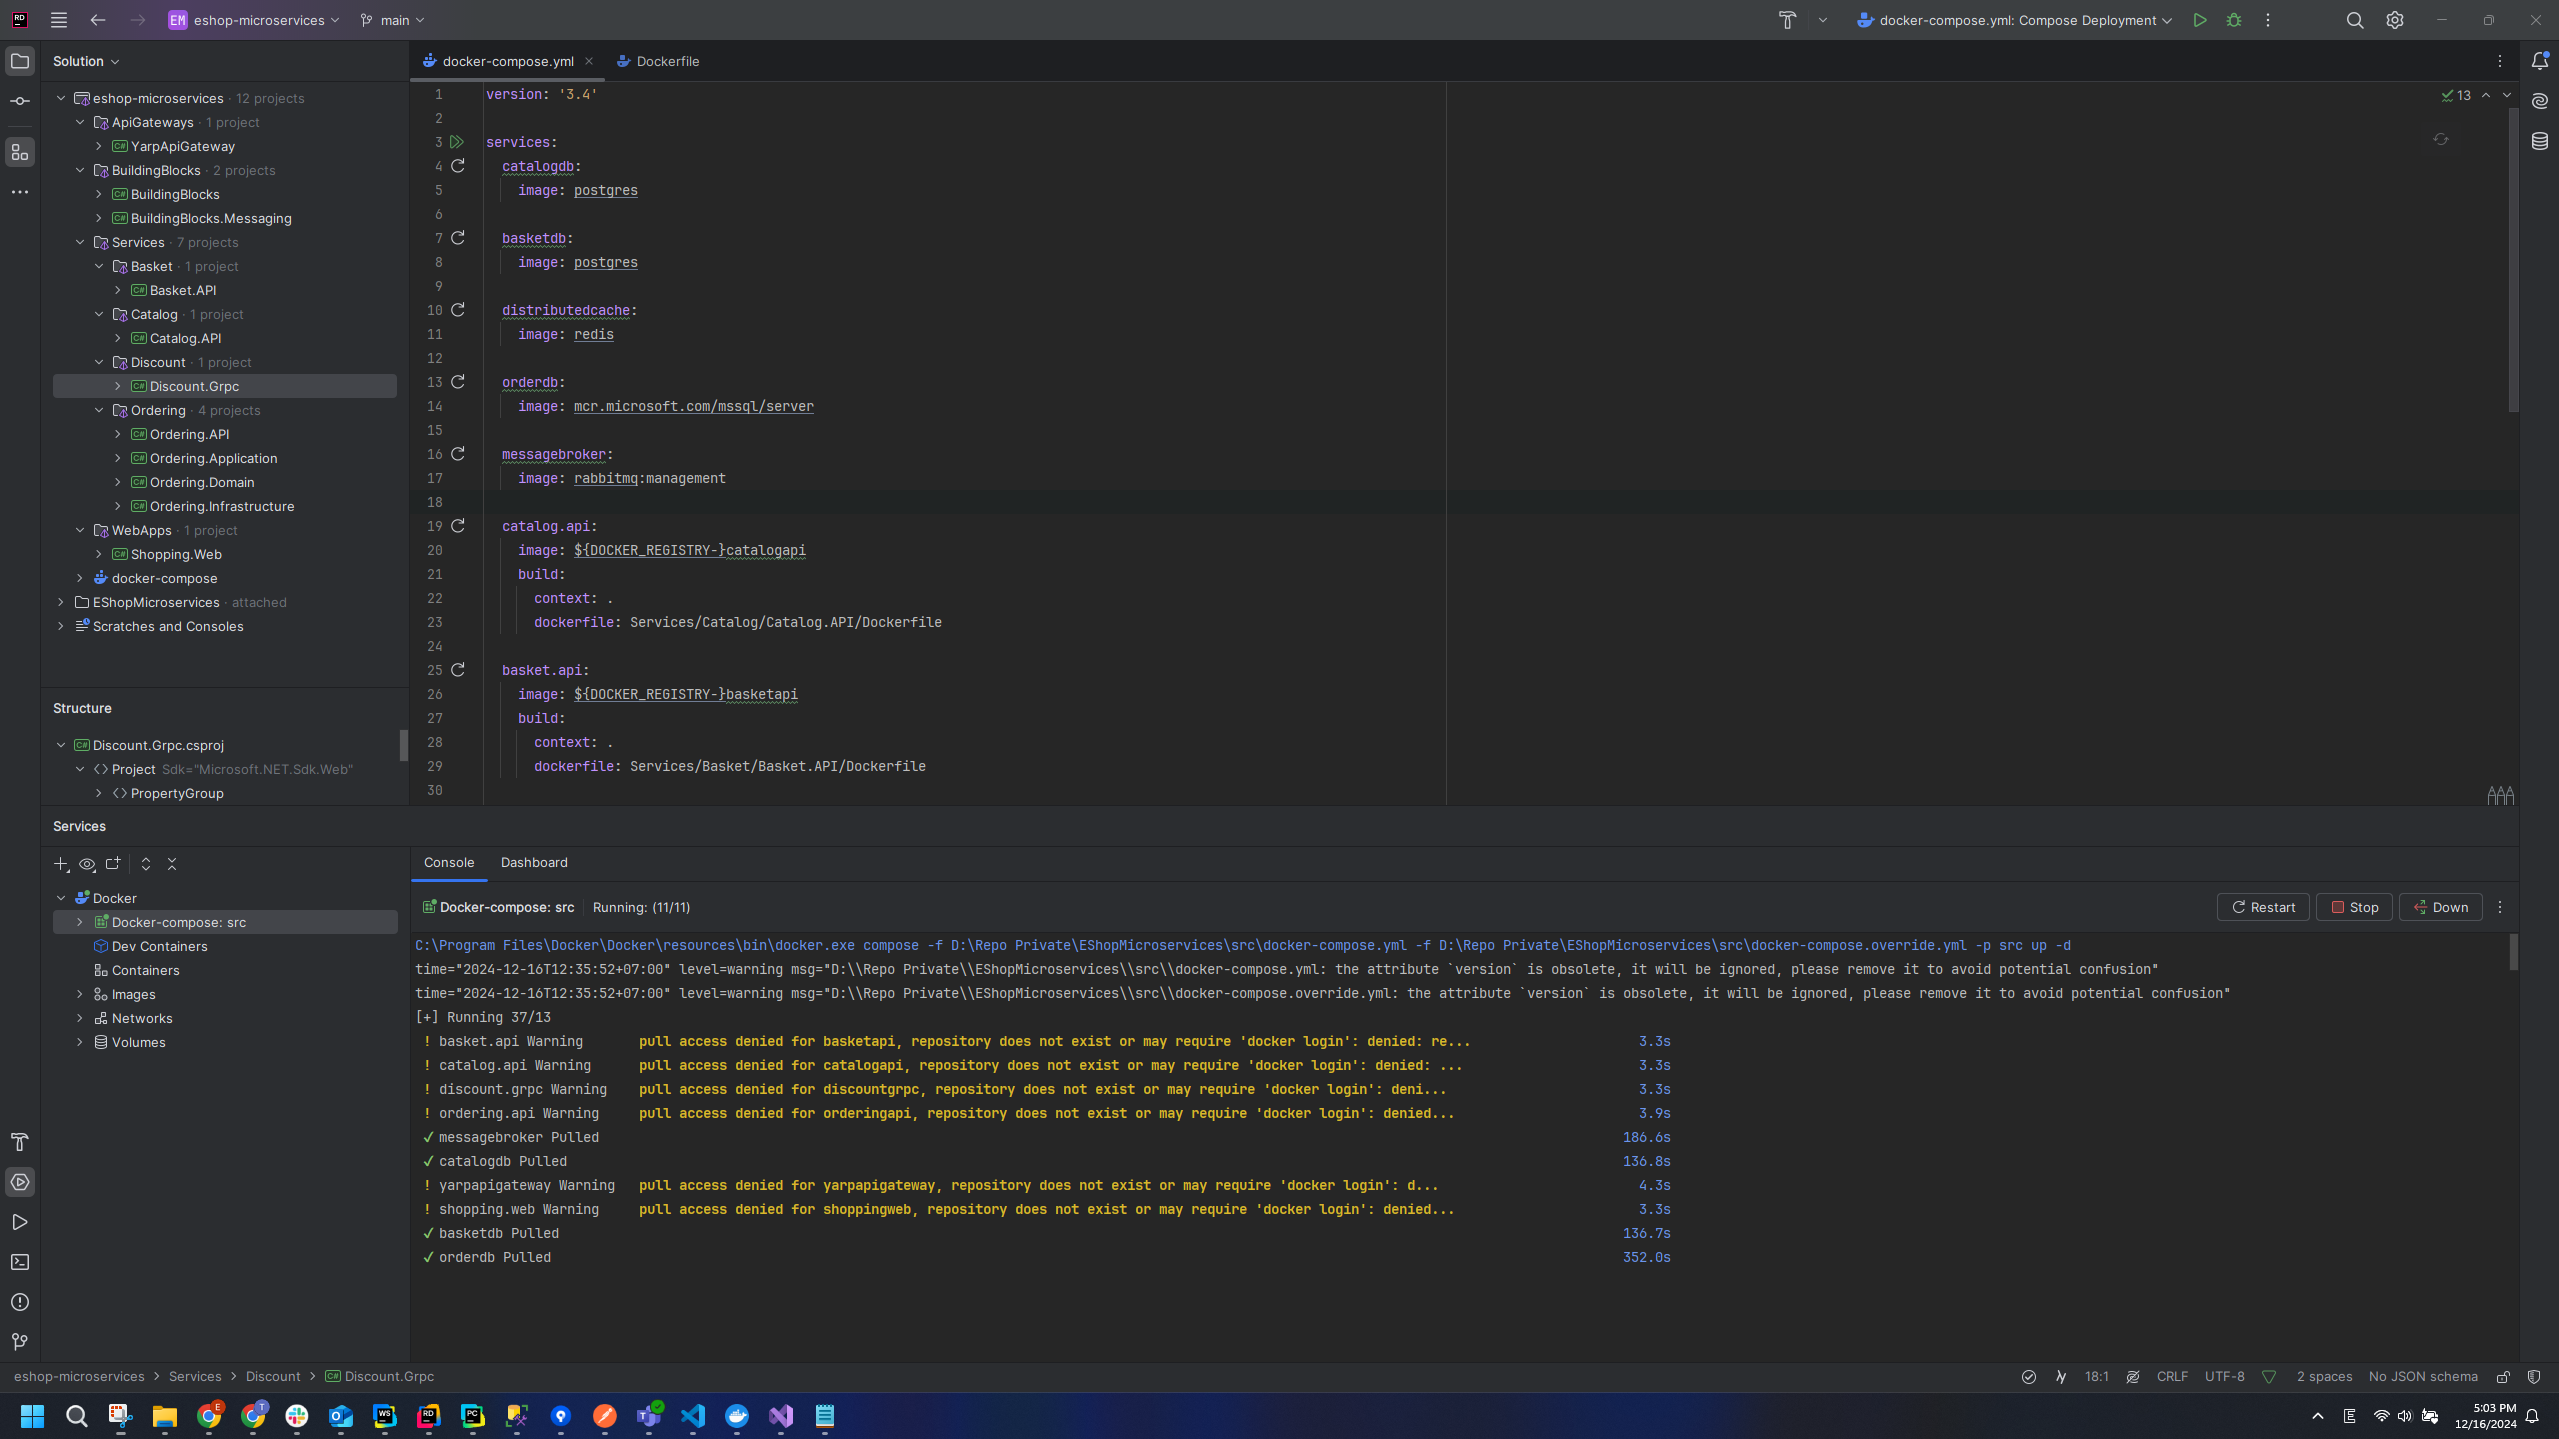 EM eshop-microservices main docker-compose.yml: Compose Deployment
Solution
eshop-microservices · 12 projects
ApiGateways · 1 project
C# YarpApiGateway
BuildingBlocks · 2 projects
C# BuildingBlocks
C# BuildingBlocks.Messaging
Services · 7 projects
Basket · 1 project
C# Basket.API
Catalog · 1 project
C# Catalog.API
Discount · 1 project
C# Discount.Grpc
Ordering · 4 projects
C# Ordering.API
C# Ordering.Application
C# Ordering.Domain
C# Ordering.Infrastructure
WebApps · 1 project
C# Shopping.Web
docker-compose
EShopMicroservices · attached
Scratches and Consoles
Structure
C# Discount.Grpc.csproj
<> Project Sdk="Microsoft.NET.Sdk.Web"
<> PropertyGroup
docker-compose.yml Dockerfile
13
1 version: '3.4'
2
3 services:
4 catalogdb:
5 image: postgres
6
7 basketdb:
8 image: postgres
9
10 distributedcache:
11 image: redis
12
13 orderdb:
14 image: mcr.microsoft.com/mssql/server
15
16 messagebroker:
17 image: rabbitmq:management
18
19 catalog.api:
20 image: ${DOCKER_REGISTRY-}catalogapi
21 build:
22 context: .
23 dockerfile: Services/Catalog/Catalog.API/Dockerfile
24
25 basket.api:
26 image: ${DOCKER_REGISTRY-}basketapi
27 build:
28 context: .
29 dockerfile: Services/Basket/Basket.API/Dockerfile
30
Services
Docker
Docker-compose: src
Dev Containers
Containers
Images
Networks
Volumes
Console Dashboard
Docker-compose: src Running: (11/11) Restart Stop Down
C:\Program Files\Docker\Docker\resources\bin\docker.exe compose -f D:\Repo Private\EShopMicroservices\src\docker-compose.yml -f D:\Repo Private\EShopMicroservices\src\docker-compose.override.yml -p src up -d
time="2024-12-16T12:35:52+07:00" level=warning msg="D:\\Repo Private\\EShopMicroservices\\src\\docker-compose.yml: the attribute `version` is obsolete, it will be ignored, please remove it to avoid potential confusion"
time="2024-12-16T12:35:52+07:00" level=warning msg="D:\\Repo Private\\EShopMicroservices\\src\\docker-compose.override.yml: the attribute `version` is obsolete, it will be ignored, please remove it to avoid potential confusion"
[+] Running 37/13
! basket.api Warning pull access denied for basketapi, repository does not exist or may require 'docker login': denied: re... 3.3s
! catalog.api Warning pull access denied for catalogapi, repository does not exist or may require 'docker login': denied: ... 3.3s
! discount.grpc Warning pull access denied for discountgrpc, repository does not exist or may require 'docker login': deni... 3.3s
! ordering.api Warning pull access denied for orderingapi, repository does not exist or may require 'docker login': denied... 3.9s
✓ messagebroker Pulled 186.6s
✓ catalogdb Pulled 136.8s
! yarpapigateway Warning pull access denied for yarpapigateway, repository does not exist or may require 'docker login': d... 4.3s
! shopping.web Warning pull access denied for shoppingweb, repository does not exist or may require 'docker login': denied... 3.3s
✓ basketdb Pulled 136.7s
✓ orderdb Pulled 352.0s
eshop-microservices > Services > Discount > C# Discount.Grpc 18:1 CRLF UTF-8 2 spaces No JSON schema
5:03 PM
12/16/2024